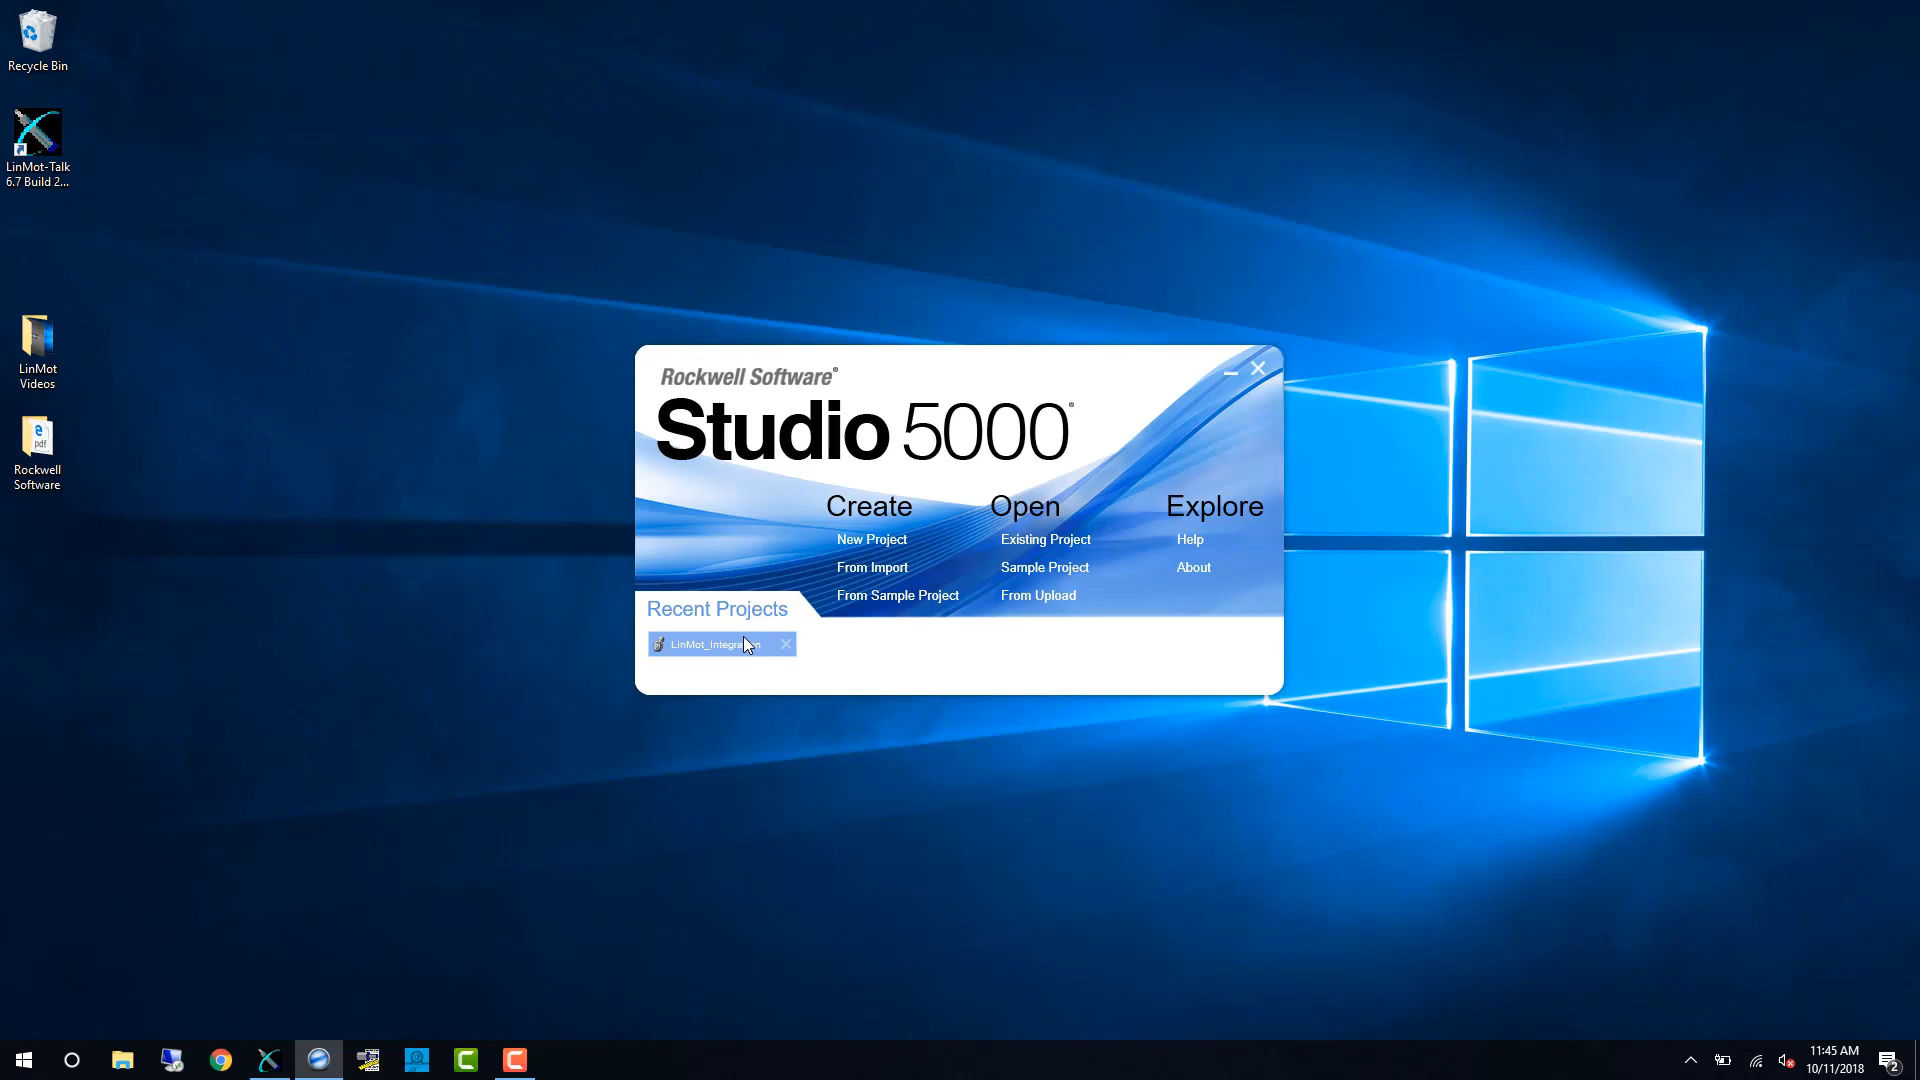 Recycle Bin
LinMot-Talk
6.7 Build 2...
LinMot
Videos
Rockwell
Software
Rockwell Software®
Studio 5000®
Create
New Project
From Import
From Sample Project
Open
Existing Project
Sample Project
From Upload
Explore
Help
About
Recent Projects
pdf
11:45 AM
10/11/2018
2